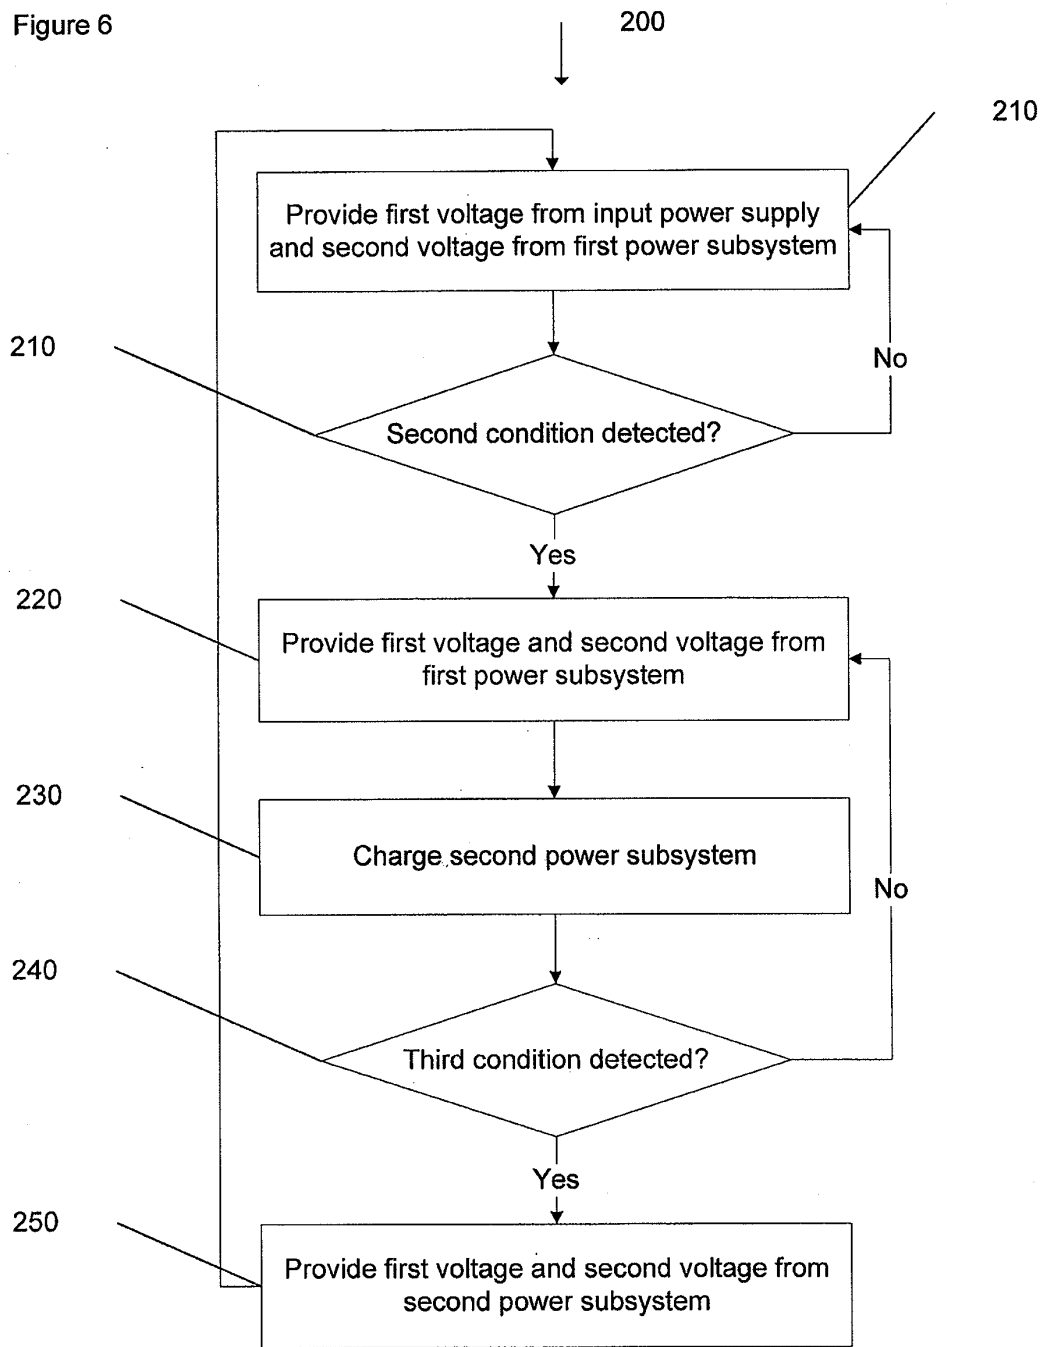 Figure 6
200
210
Provide first voltage from input power supply
and second voltage from first power subsystem
210
No
Second condition detected?
Yes
220
Provide first voltage and second voltage from
first power subsystem
230
Charge second power subsystem
No
240
Third condition detected?
Yes
250
Provide first voltage and second voltage from
second power subsystem